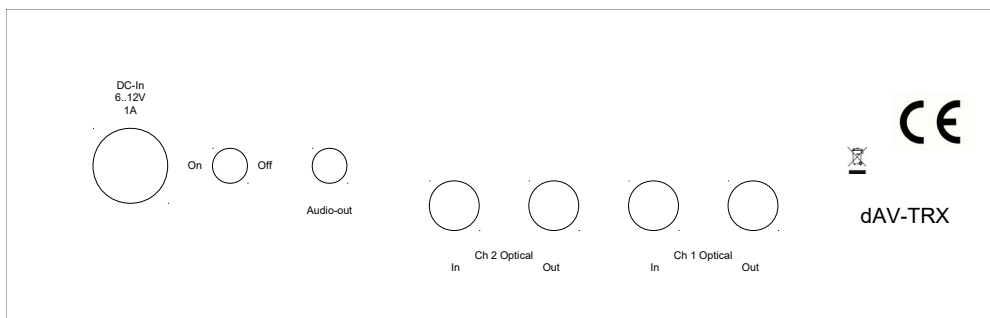 DC-In
6..12V
1A
On
Off
Audio-out
Ch 2 Optical
In
Out
Ch 1 Optical
In
Out
CE
dAV-TRX